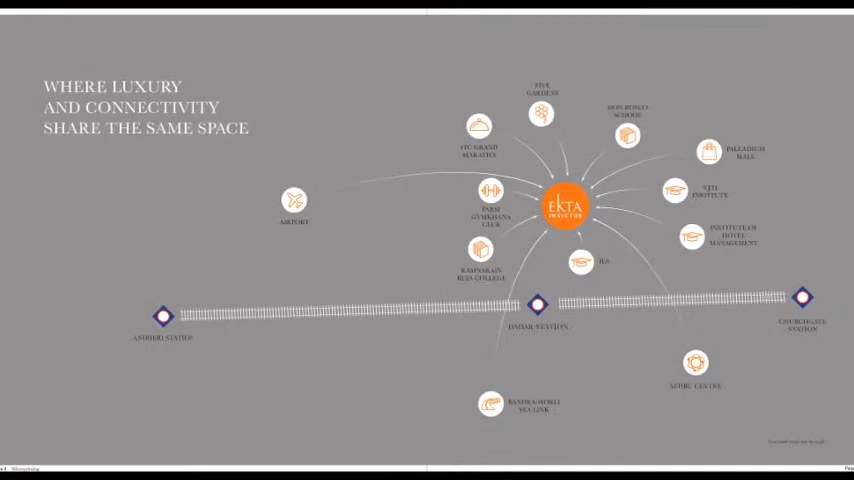 WHERE LUXURY
AND CONNECTIVITY
SHARE THE SAME SPACE
FIVE
GARDENS
DON BOSCO
SCHOOL
ITC GRAND
MARATHA
PALLADIUM
MALL
AIRPORT
PARSI
GYMKHANA
CLUB
EKTA
INVICTUS
VJTI
INSTITUTE
INSTITUTE OF
HOTEL
MANAGEMENT
RAMNARAIN
RUIA COLLEGE
IES
ANDHERI STATION
DADAR STATION
CHURCHGATE
STATION
NEHRU CENTRE
BANDRA-WORLI
SEA LINK